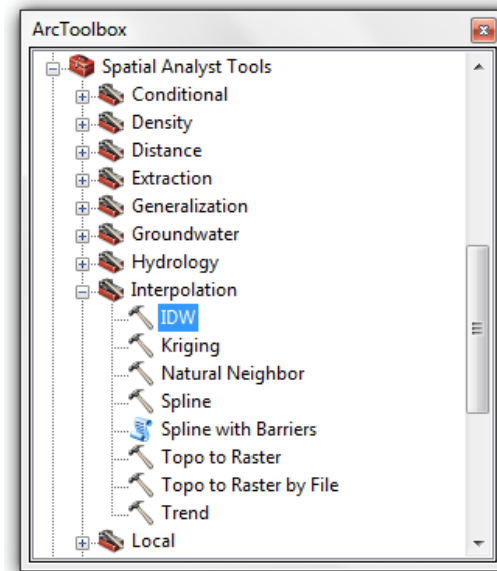 ArcToolbox
Spatial Analyst Tools
Conditional
Density
Distance
Extraction
Generalization
Groundwater
Hydrology
Interpolation
IDW
Kriging
Natural Neighbor
Spline
Spline with Barriers
Topo to Raster
Topo to Raster by File
Trend
Local